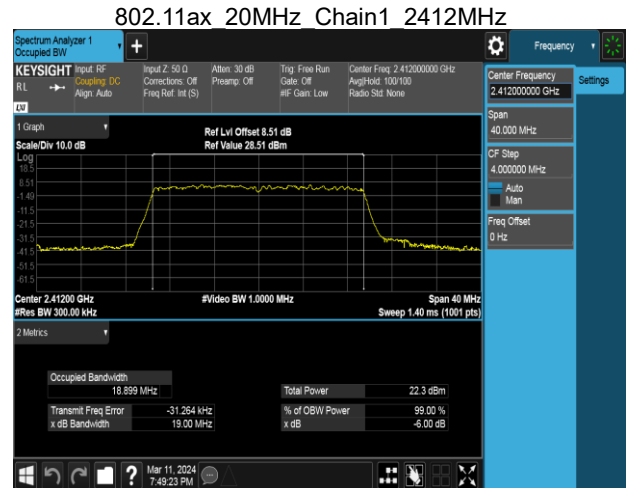 802.11ax_20MHz_Chain1_2412MHz
Spectrum Analyzer 1
Occupied BW
+
Frequency
KEYSIGHT
RL
LXI
Input: RF
Coupling: DC
Align: Auto
Input Z: 50 Ω
Corrections: Off
Freq Ref: Int (S)
Atten: 30 dB
Preamp: Off
Trig: Free Run
Gate: Off
#IF Gain: Low
Center Freq: 2.412000000 GHz
Avg|Hold: 100/100
Radio Std: None
Center Frequency
2.412000000 GHz
Settings
Span
40.000 MHz
CF Step
4.000000 MHz
Auto
Man
Freq Offset
0 Hz
1 Graph
Scale/Div 10.0 dB
Ref Lvl Offset 8.51 dB
Ref Value 28.51 dBm
Log
18.5
8.51
-1.49
-11.5
-21.5
-31.5
-41.5
-51.5
-61.5
Center 2.41200 GHz
#Video BW 1.0000 MHz
Span 40 MHz
#Res BW 300.00 kHz
Sweep 1.40 ms (1001 pts)
2 Metrics
Occupied Bandwidth
18.899 MHz
Total Power 22.3 dBm
Transmit Freq Error -31.264 kHz
% of OBW Power 99.00 %
x dB Bandwidth 19.00 MHz
x dB -6.00 dB
?
Mar 11, 2024
7:49:23 PM